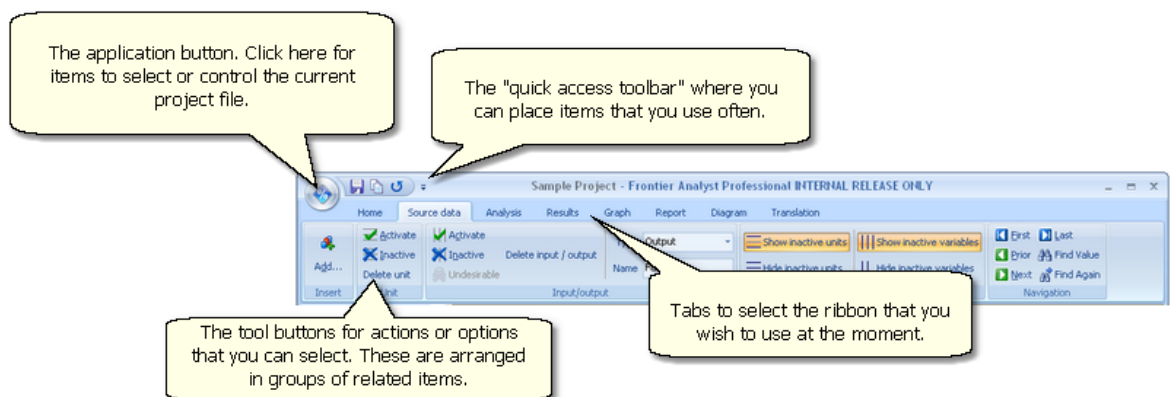 The application button. Click here for
items to select or control the current
project file.
The "quick access toolbar" where you
can place items that you use often.
Sample Project - Frontier Analyst Professional INTERNAL RELEASE ONLY
Home Source data Analysis Results Graph Report Diagram Translation
Activate Activate Output Show inactive units Show inactive variables First Last
Add... Inactive Inactive Delete input / output Prior Find Value
Delete unit Undesirable Name Hide inactive units Hide inactive variables Next Find Again
Insert Unit Input/output Navigation
Tabs to select the ribbon that you
wish to use at the moment.
The tool buttons for actions or options
that you can select. These are arranged
in groups of related items.